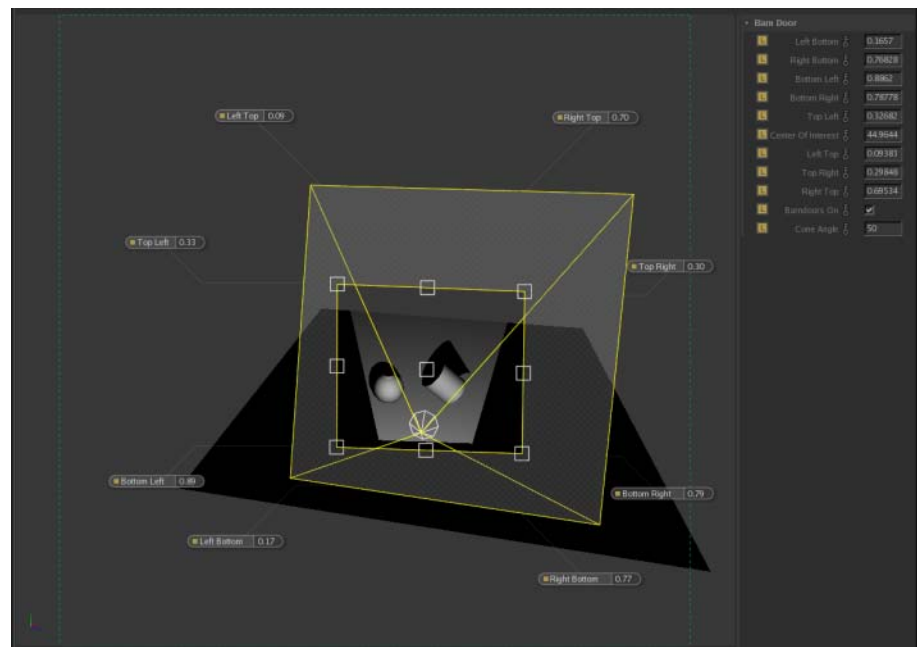 Barn Door
L Left Bottom 0.1657
L Right Bottom 0.76828
L Bottom Left 0.8862
L Bottom Right 0.78778
L Top Left 0.32682
L Center Of Interest 44.9644
L Left Top 0.09381
L Top Right 0.29848
L Right Top 0.69534
L Barndoors On
L Cone Angle 50
Left Top 0.09
Right Top 0.70
Top Left 0.33
Top Right 0.30
Bottom Left 0.89
Bottom Right 0.79
Left Bottom 0.17
Right Bottom 0.77